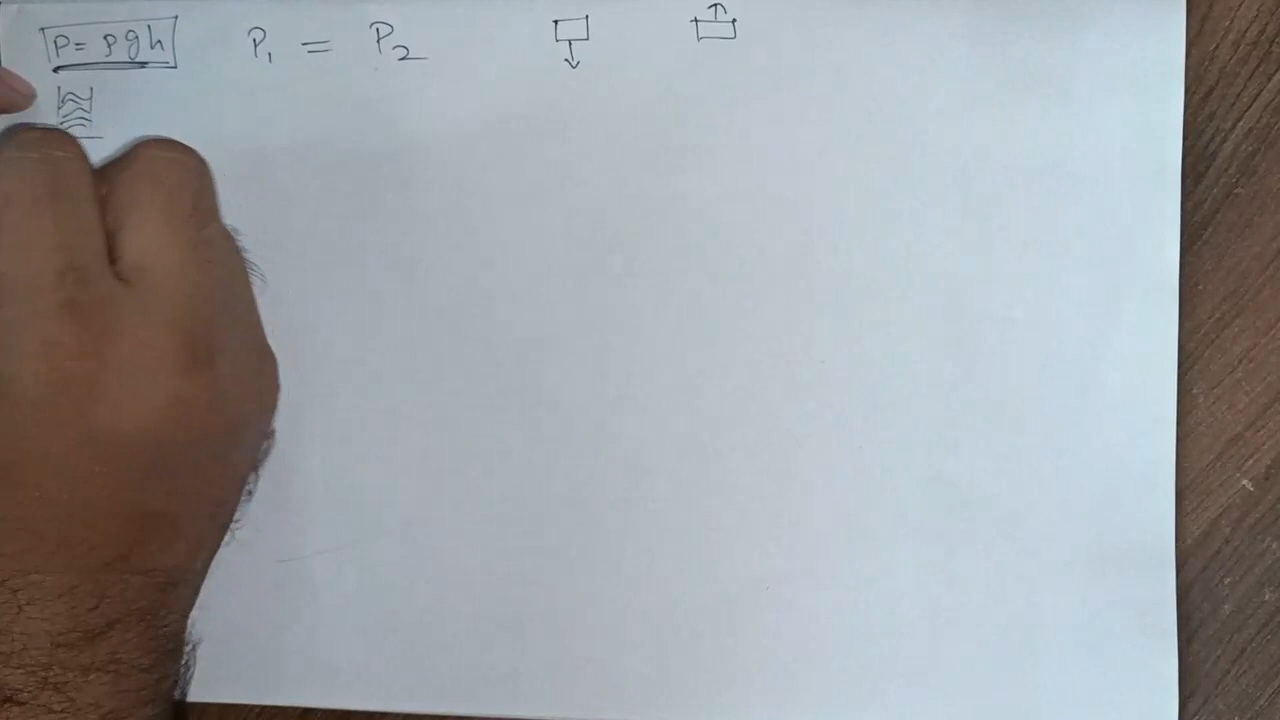 P = ρgh P₁ = P₂